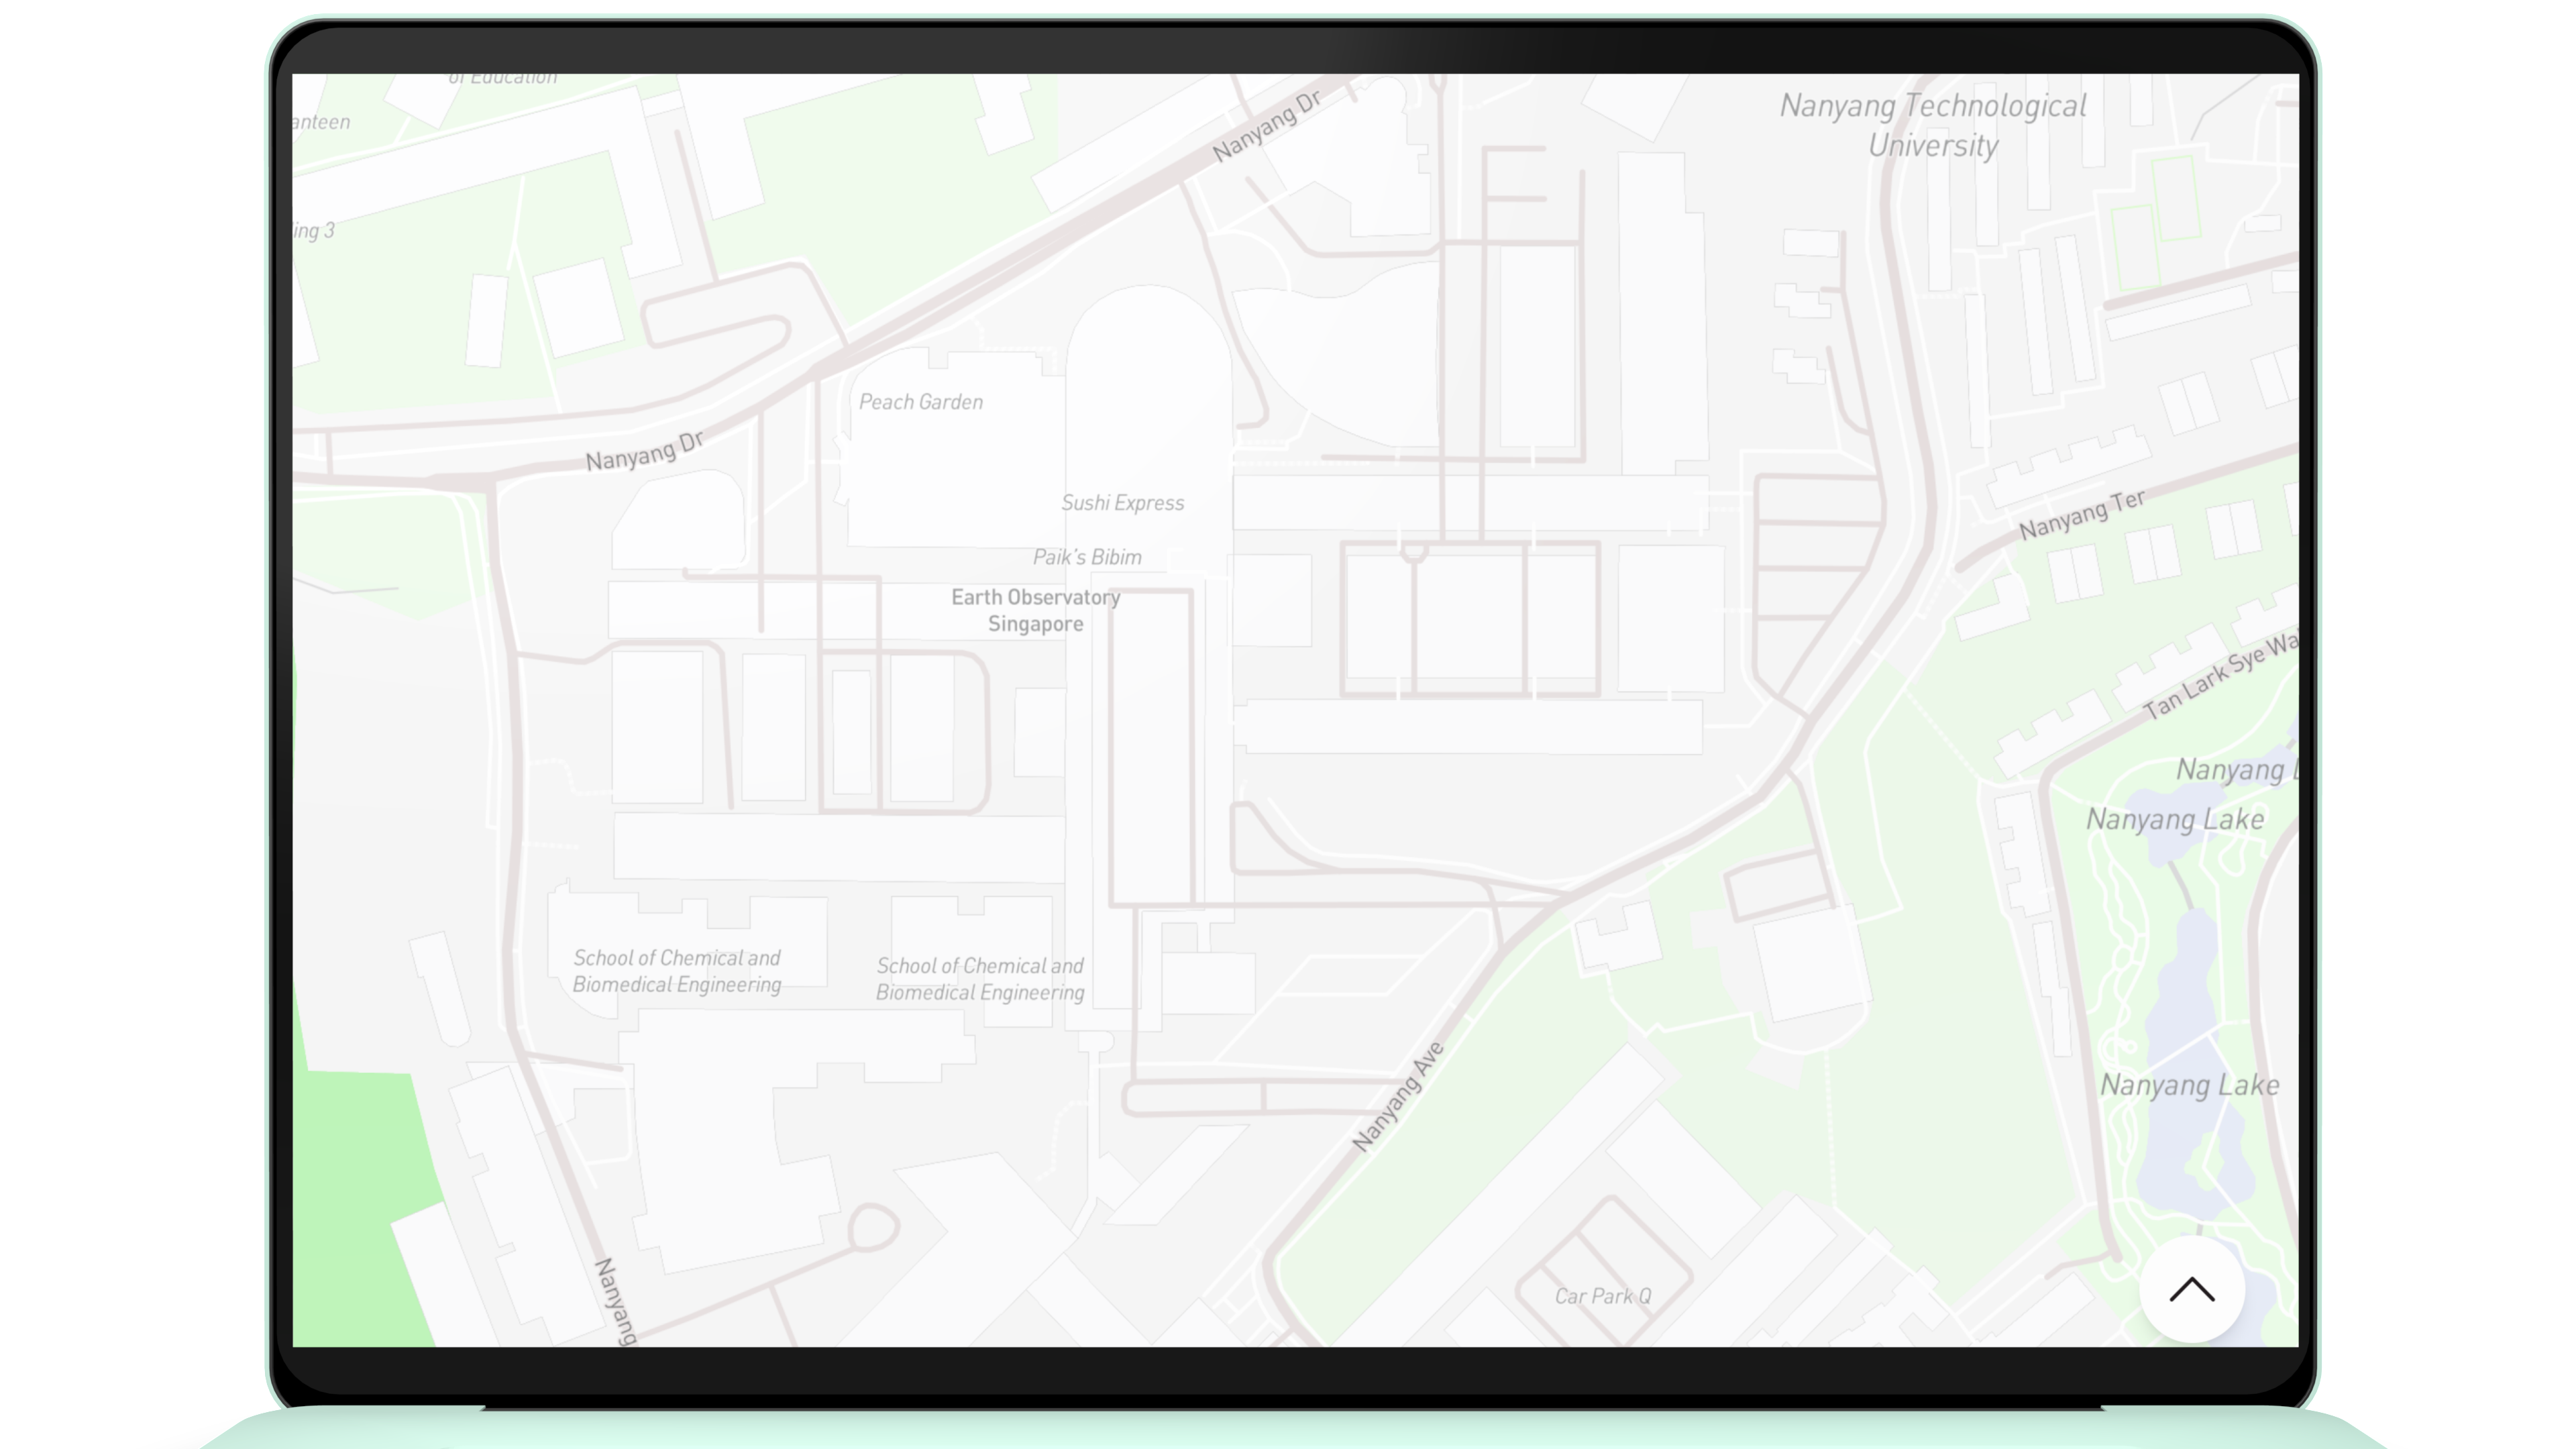 of Education
anteen
Nanyang Dr
Nanyang Technological
University
ing 3
Peach Garden
Nanyang Dr
Sushi Express
Nanyang Ter
Paik's Bibim
Earth Observatory
Singapore
Tan Lark Sye Wa
Nanyang L
Nanyang Lake
School of Chemical and
Biomedical Engineering
School of Chemical and
Biomedical Engineering
Nanyang Ave
Nanyang Lake
Nanyang
Car Park Q